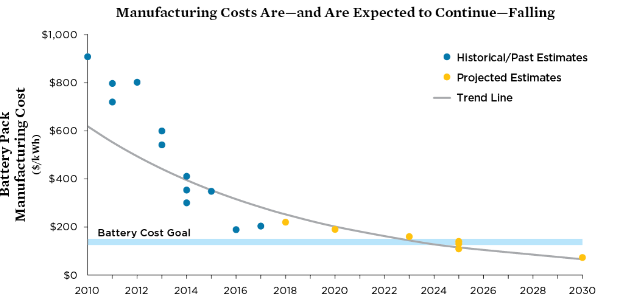 Manufacturing Costs Are—and Are Expected to Continue—Falling
Battery Pack
Manufacturing Cost
($/kWh)
$1,000
$800
$600
$400
$200
$0
Historical/Past Estimates
Projected Estimates
Trend Line
Battery Cost Goal
2010 2012 2014 2016 2018 2020 2022 2024 2026 2028 2030